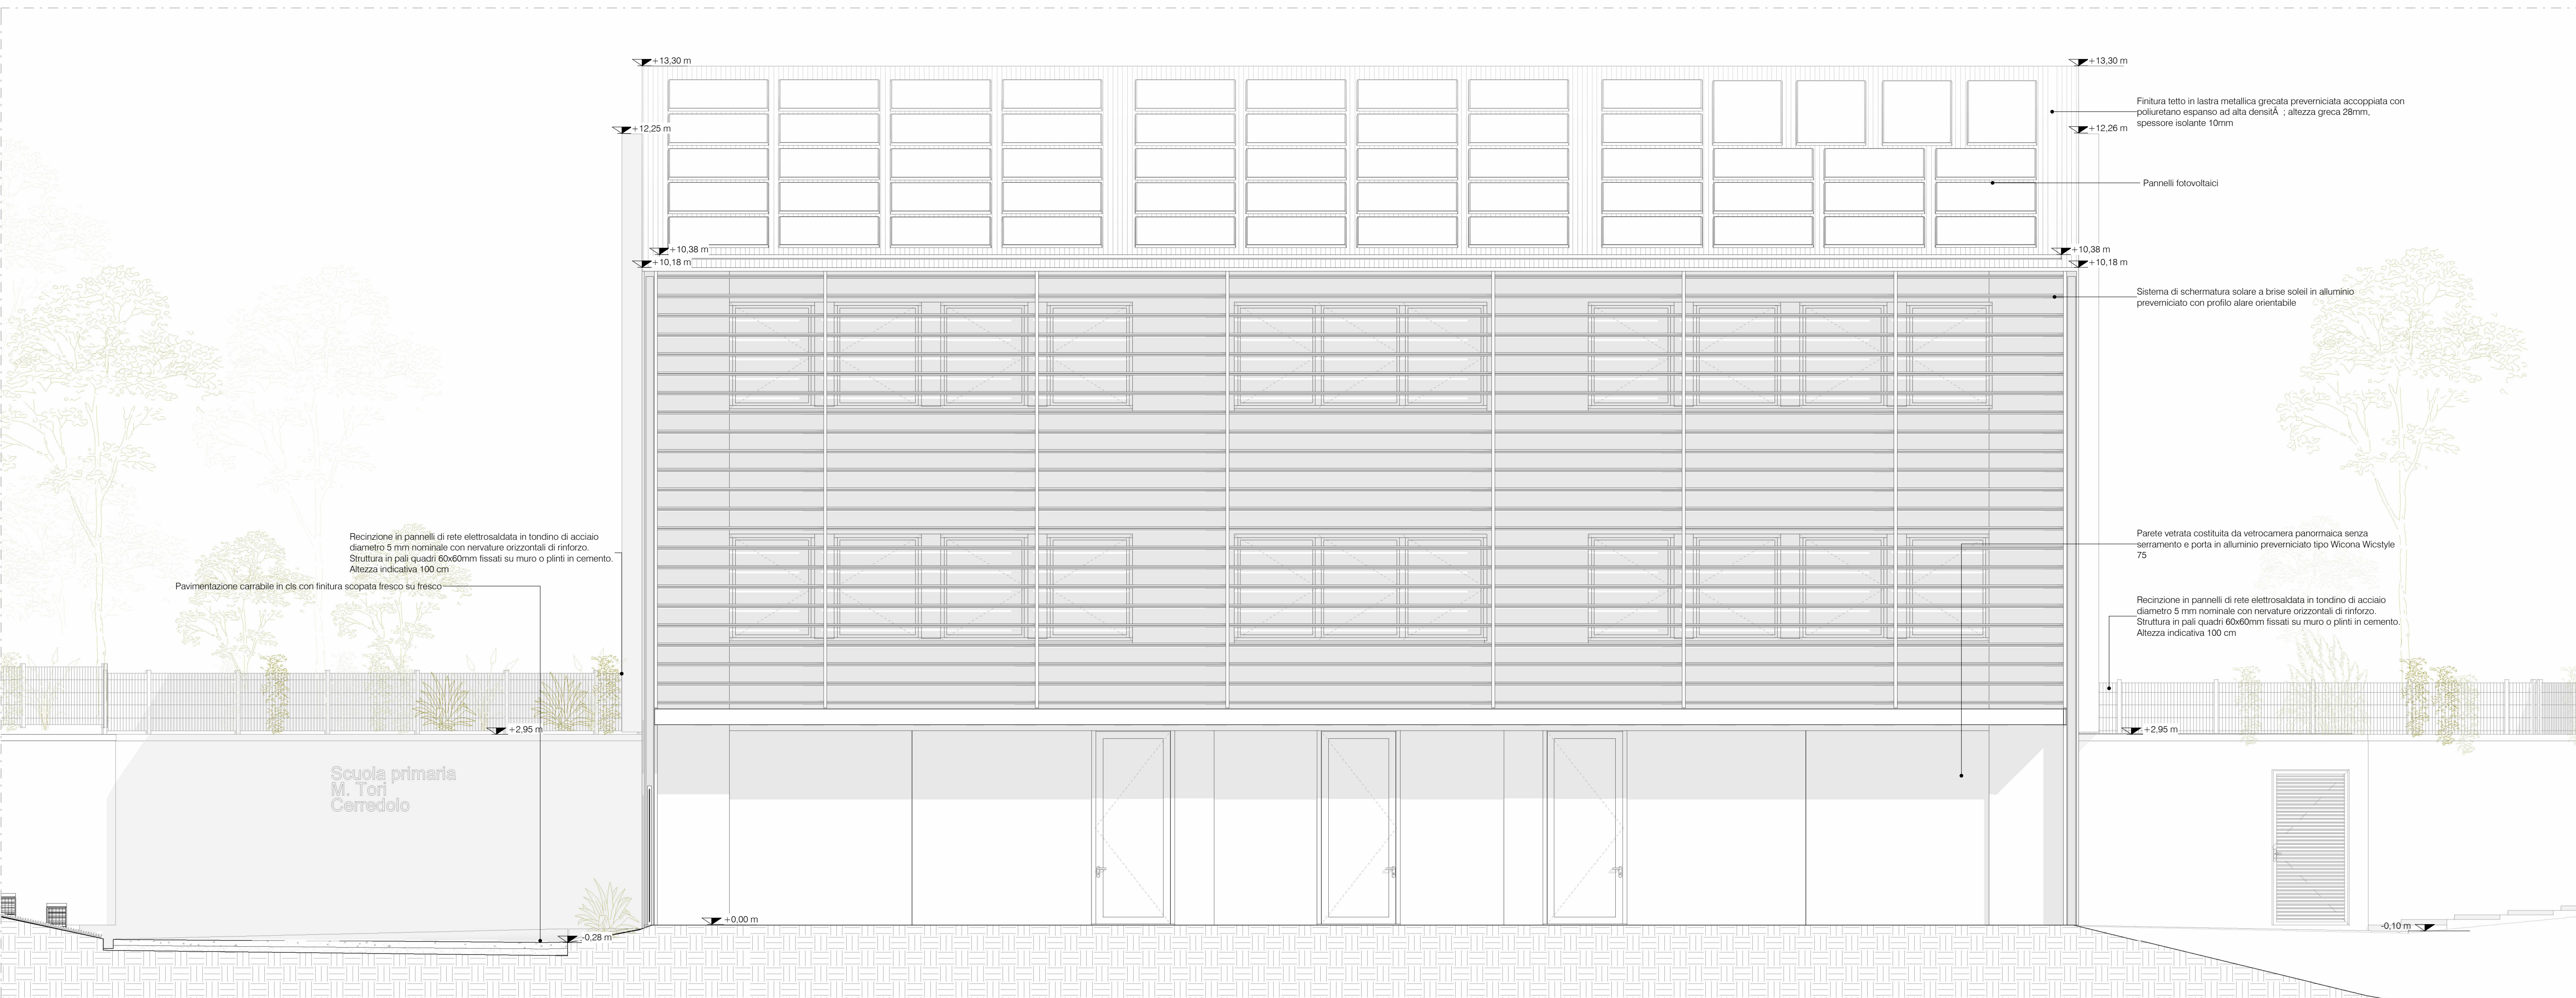 +13,30 m
+13,30 m
Finitura tetto in lastra metallica grecata preverniciata accoppiata con
poliuretano espanso ad alta densitÂ ; altezza greca 28mm,
spessore isolante 10mm
+12,25 m
+12,26 m
Pannelli fotovoltaici
+10,38 m
+10,38 m
+10,18 m
+10,18 m
Sistema di schermatura solare a brise soleil in alluminio
preverniciato con profilo alare orientabile
Recinzione in pannelli di rete elettrosaldata in tondino di acciaio
diametro 5 mm nominale con nervature orizzontali di rinforzo.
Struttura in pali quadri 60x60mm fissati su muro o plinti in cemento.
Altezza indicativa 100 cm
Pavimentazione carrabile in cls con finitura scopata fresco su fresco
Parete vetrata costituita da vetrocamera panormaica senza
serramento e porta in alluminio preverniciato tipo Wicona Wicstyle
75
Recinzione in pannelli di rete elettrosaldata in tondino di acciaio
diametro 5 mm nominale con nervature orizzontali di rinforzo.
Struttura in pali quadri 60x60mm fissati su muro o plinti in cemento.
Altezza indicativa 100 cm
+2,95 m
+2,95 m
Scuola primaria
M. Tori
Cerredolo
+0,00 m
-0,28 m
-0,10 m